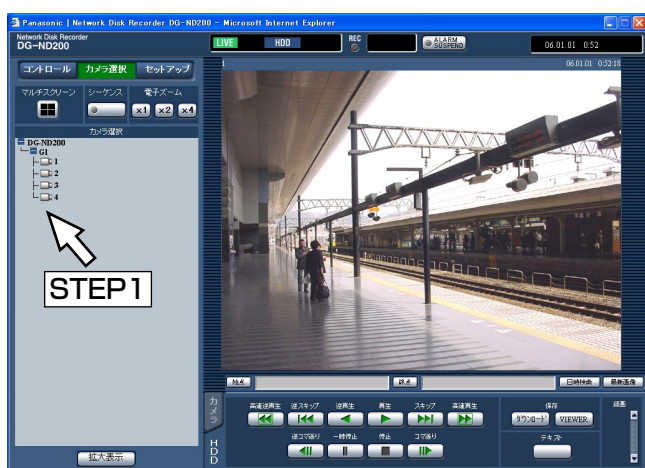 Panasonic | Network Disk Recorder DG-ND200 - Microsoft Internet Explorer
Network Disk Recorder
DG-ND200
LIVE HDD
REC
ALARM
SUSPEND
06.01.01 0:52
コントロール カメラ選択 セットアップ
マルチスクリーン シーケンス 電子ズーム
×1 ×2 ×4
カメラ選択
DG-ND200
G1
1
2
3
4
STEP1
拡大表示
1
06.01.01 0:52:18
始点
終点
日時検索
最新画像
カメラ
HDD
高速逆再生 逆スキップ 逆再生 再生 スキップ 高速再生
逆コマ送り 一時停止 停止 コマ送り
保存
ダウンロード VIEWER
テキスト
録画